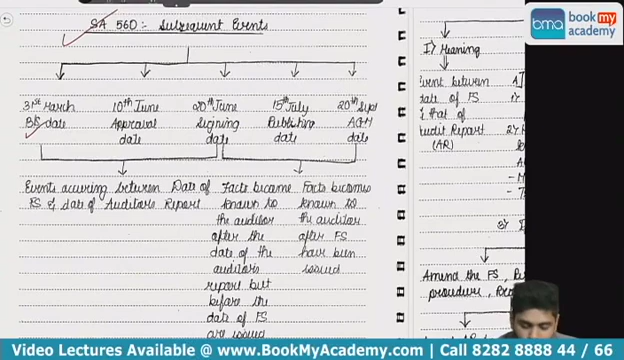 SA 560:- Subsequent Events
bma book my academy
31st March 10th June 20th June 15th July 20th Sept
B/S date Approval Signing Publishing AGM
date date date date
Events occuring between Date of
FS & date of Auditors Report
Facts became
known to
the auditor
after the
date of the
auditor's
report but
before the
date of FS
are issued
Facts becomes
known to
the auditor
after FS
have been
issued
I) Meaning
Event between
date of FS
& that of
Audit Report
(AR)
Amend the FS,
procedure,
Video Lectures Available @ www.BookMyAcademy.com | Call 8282 8888 44 / 66